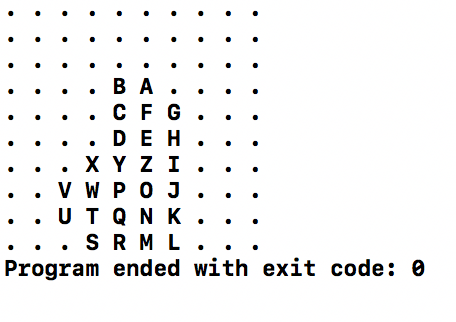 . . . . . . . . . .
. . . . . . . . . .
. . . . . . . . . .
. . . . B A . . . .
. . . . C F G . . .
. . . . D E H . . .
. . . X Y Z I . . .
. . V W P O J . . .
. . U T Q N K . . .
. . . S R M L . . .
Program ended with exit code: 0